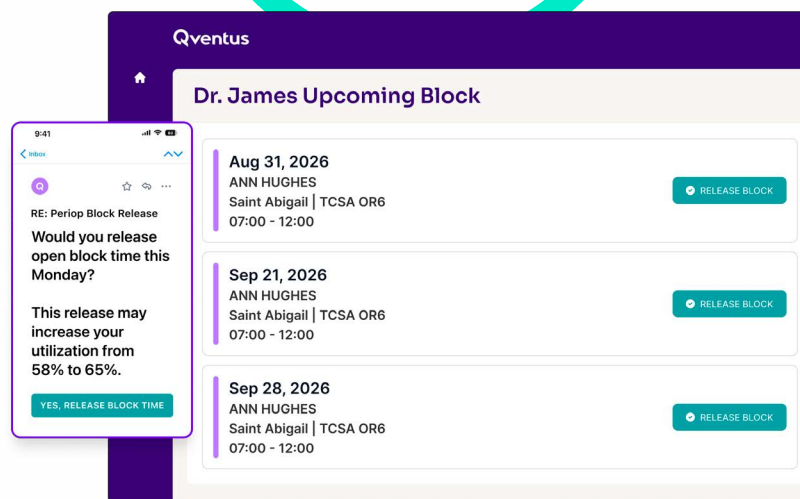 Qventus
Dr. James Upcoming Block
Aug 31, 2026
ANN HUGHES
Saint Abigail | TCSA OR6
07:00 - 12:00
RELEASE BLOCK
Sep 21, 2026
ANN HUGHES
Saint Abigail | TCSA OR6
07:00 - 12:00
RELEASE BLOCK
Sep 28, 2026
ANN HUGHES
Saint Abigail | TCSA OR6
07:00 - 12:00
RELEASE BLOCK
9:41
Inbox
Q
RE: Periop Block Release
Would you release
open block time this
Monday?
This release may
increase your
utilization from
58% to 65%.
YES, RELEASE BLOCK TIME